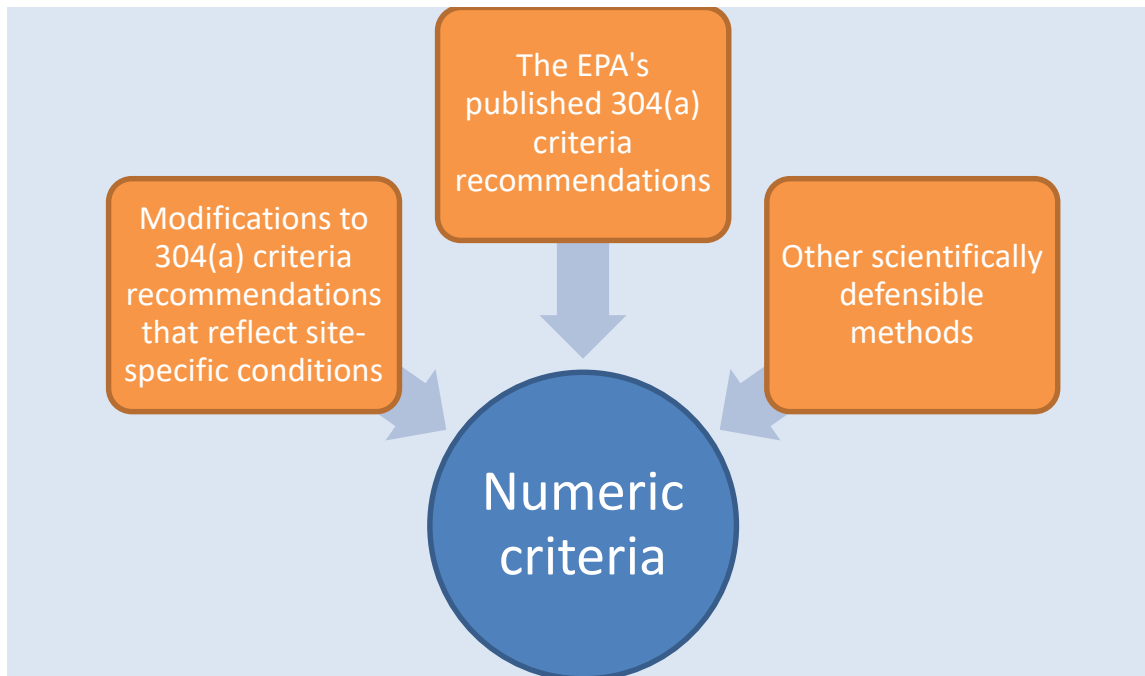 The EPA's
published 304(a)
criteria
recommendations
Modifications to
304(a) criteria
recommendations
that reflect site-
specific conditions
Other scientifically
defensible
methods
Numeric
criteria